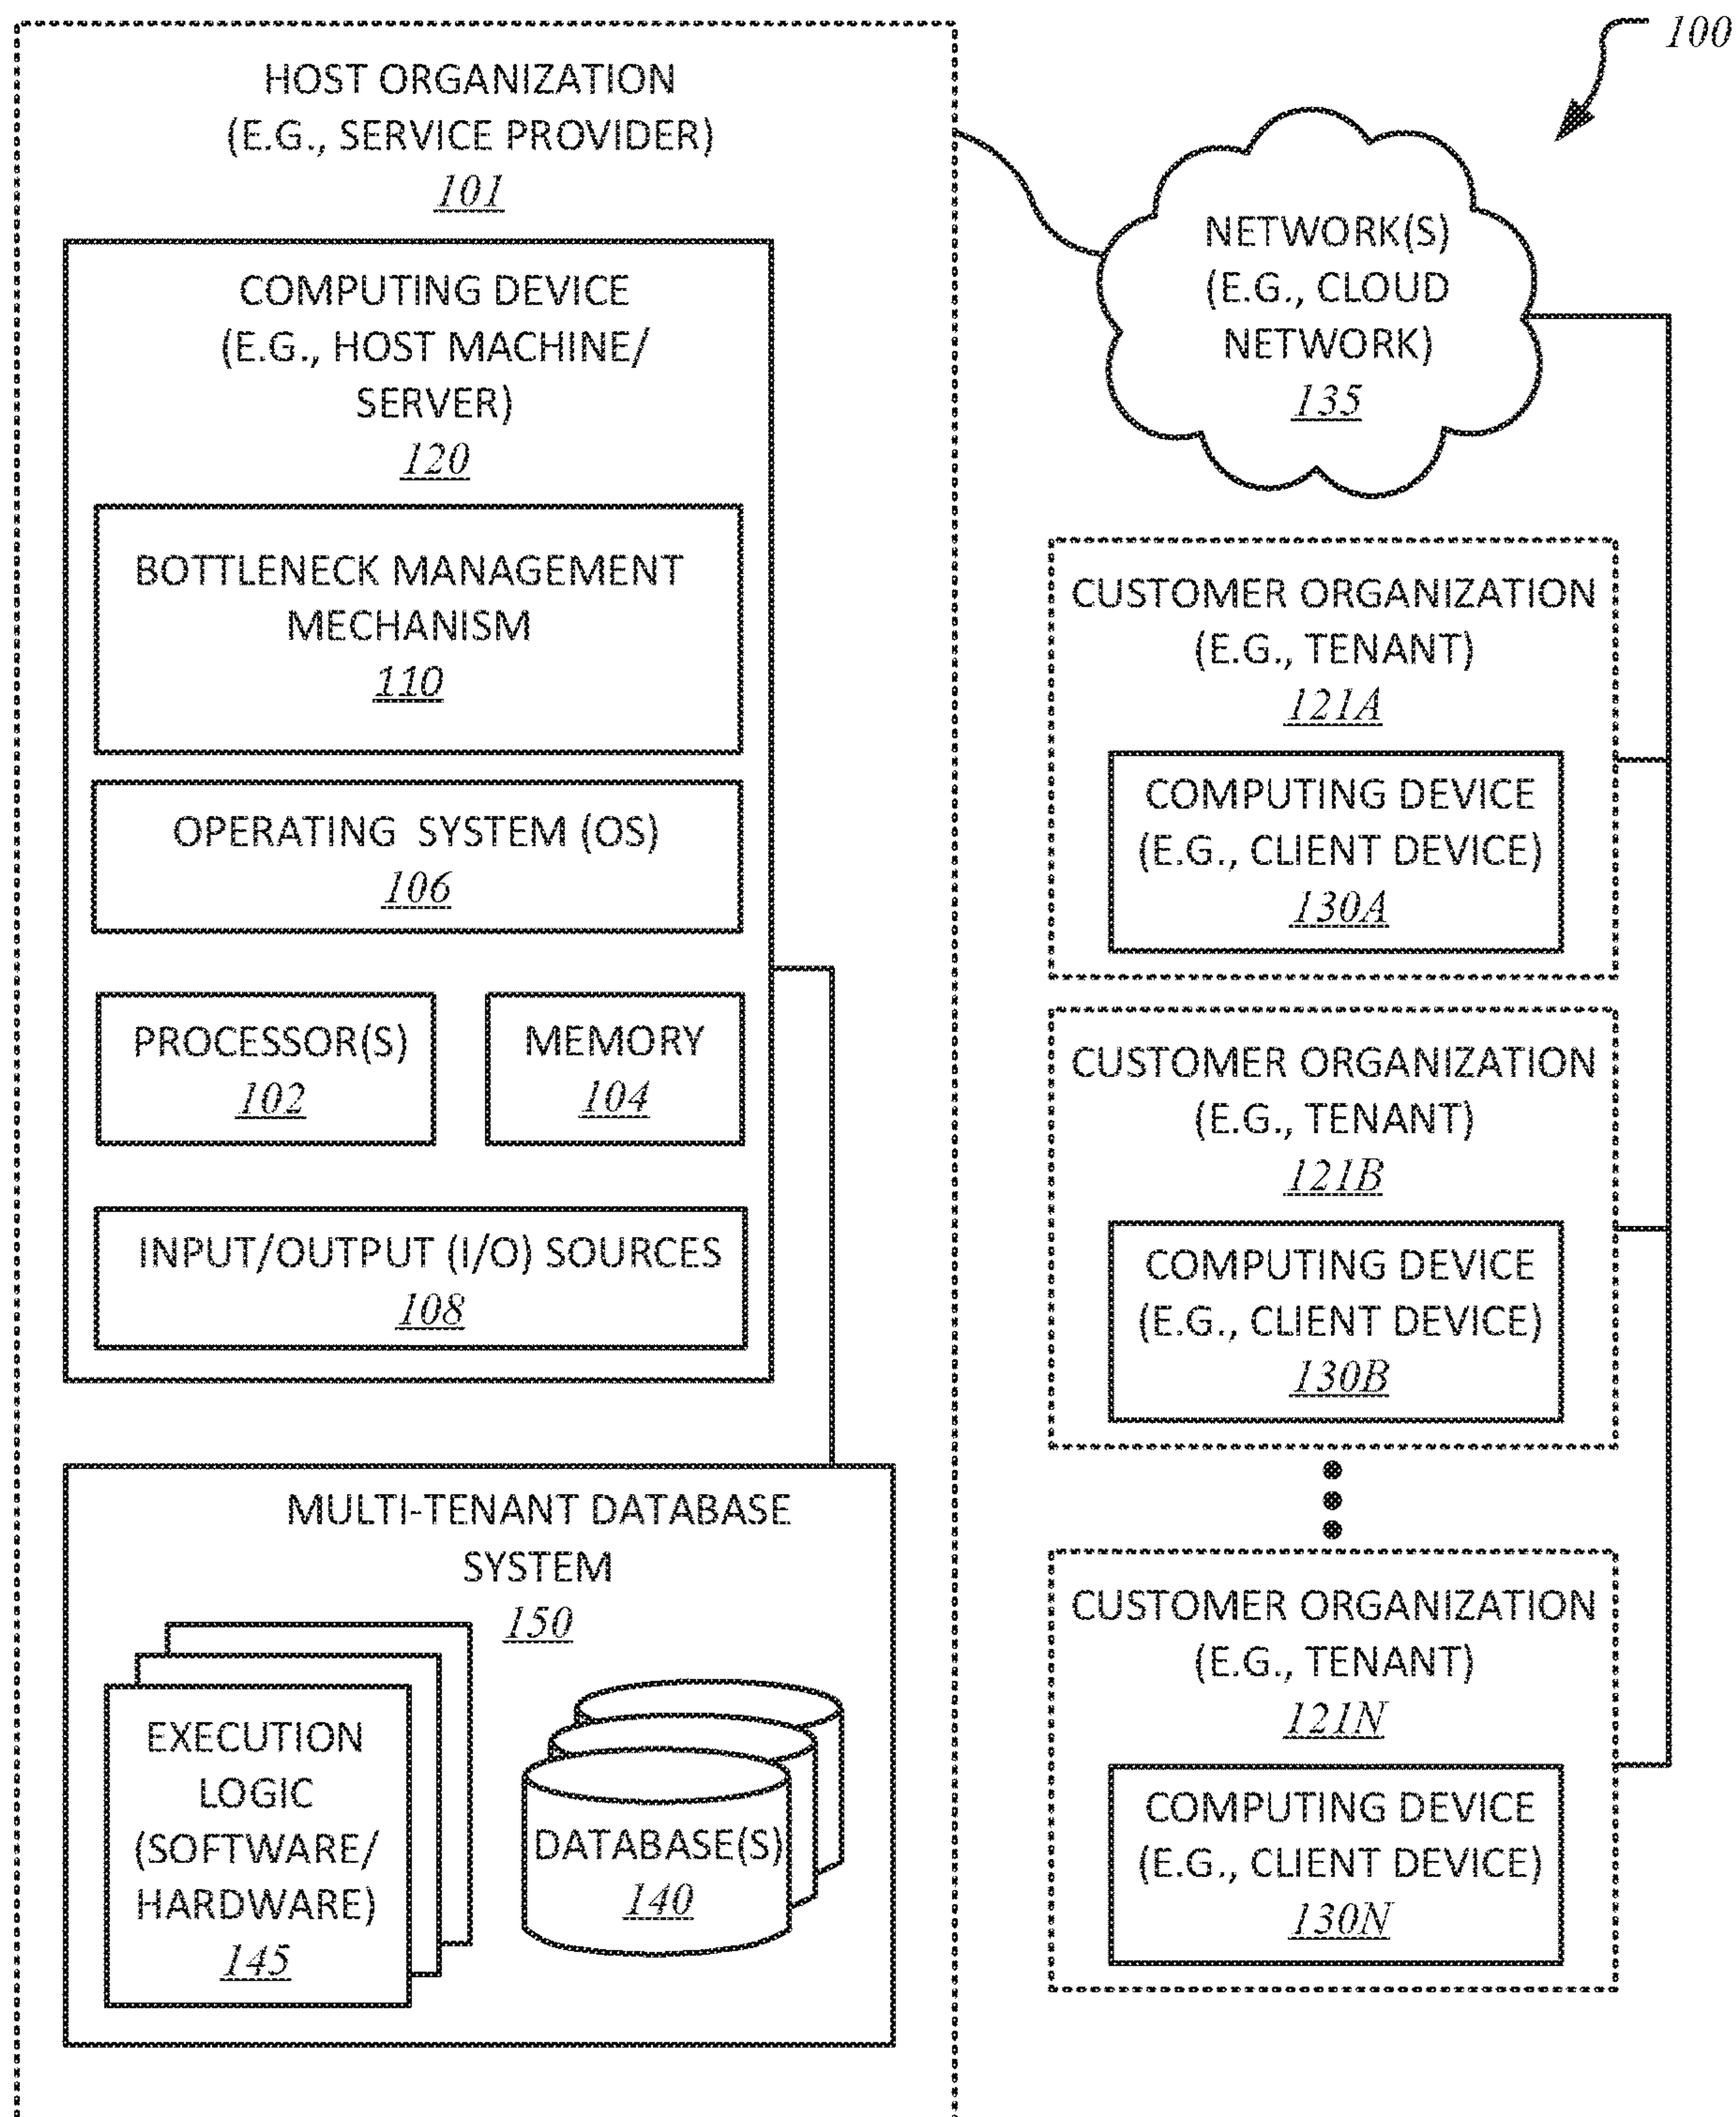 100
HOST ORGANIZATION
(E.G., SERVICE PROVIDER)
101
COMPUTING DEVICE
(E.G., HOST MACHINE/
SERVER)
120
BOTTLENECK MANAGEMENT
MECHANISM
110
OPERATING SYSTEM (OS)
106
PROCESSOR(S)
102
MEMORY
104
INPUT/OUTPUT (I/O) SOURCES
108
MULTI-TENANT DATABASE
SYSTEM
150
EXECUTION
LOGIC
(SOFTWARE/
HARDWARE)
145
DATABASE(S)
140
NETWORK(S)
(E.G., CLOUD
NETWORK)
135
CUSTOMER ORGANIZATION
(E.G., TENANT)
121A
COMPUTING DEVICE
(E.G., CLIENT DEVICE)
130A
CUSTOMER ORGANIZATION
(E.G., TENANT)
121B
COMPUTING DEVICE
(E.G., CLIENT DEVICE)
130B
CUSTOMER ORGANIZATION
(E.G., TENANT)
121N
COMPUTING DEVICE
(E.G., CLIENT DEVICE)
130N